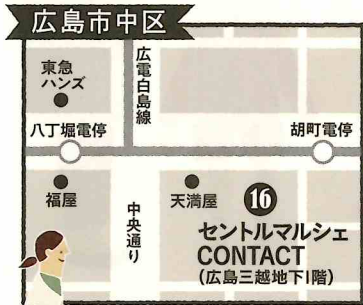 広島市中区
東急
ハンズ
広電白島線
八丁堀電停
胡町電停
福屋
中央通り
天満屋
16
セントルマルシェ
CONTACT
(広島三越地下1階)